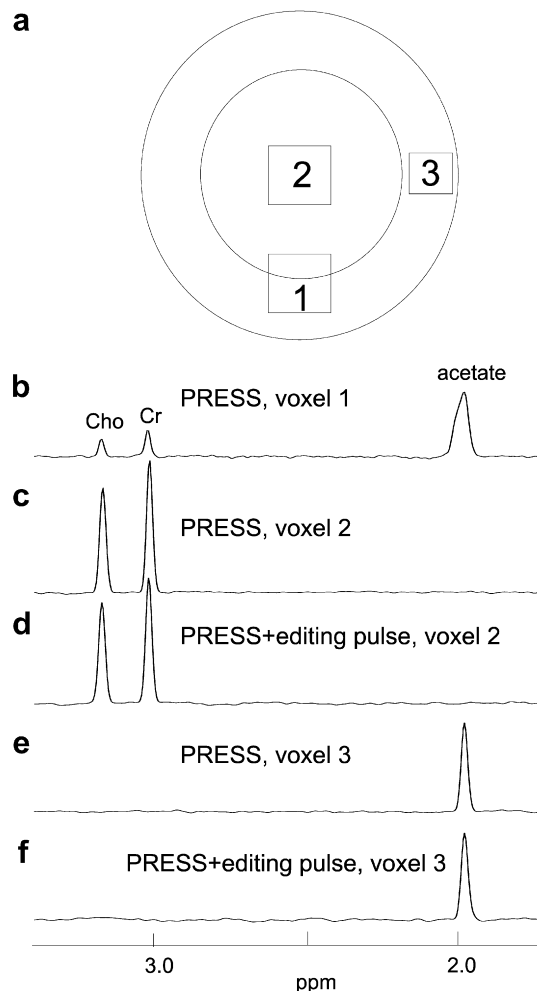 a
2
3
1
b
PRESS, voxel 1
Cho
Cr
acetate
c
PRESS, voxel 2
d
PRESS+editing pulse, voxel 2
e
PRESS, voxel 3
f
PRESS+editing pulse, voxel 3
3.0
2.0
ppm